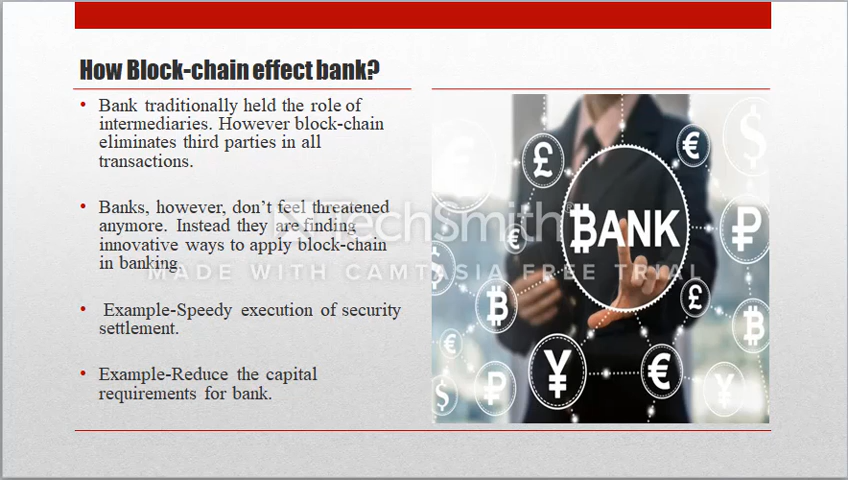 How Block-chain effect bank?
• Bank traditionally held the role of
intermediaries. However block-chain
eliminates third parties in all
transactions.
• Banks, however, don't feel threatened
anymore. Instead they are finding
innovative ways to apply block-chain
in banking.
• Example-Speedy execution of security
settlement.
• Example-Reduce the capital
requirements for bank.
₿ANK
TechSmith
MADE WITH CAMTASIA FREE TRIAL
£
€
$
₽
€
$
₿
£
₿
€
¥
€
$
₽
¥